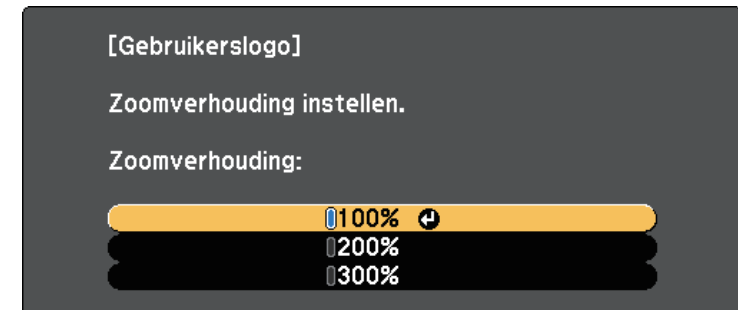 [Gebruikerslogo]
Zoomverhouding instellen.
Zoomverhouding:
100%
200%
300%